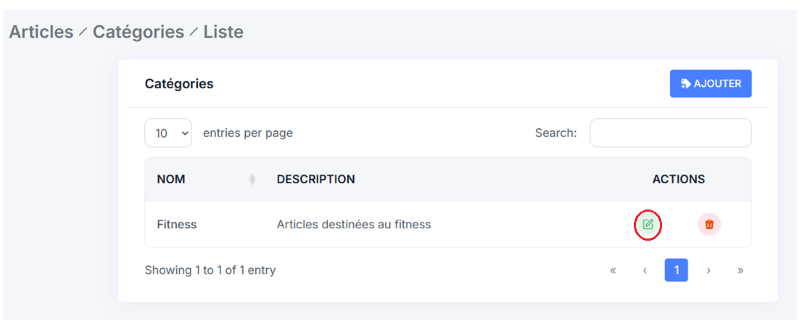 Articles / Catégories / Liste
Catégories
AJOUTER
10 entries per page Search:
NOM DESCRIPTION ACTIONS
Fitness Articles destinées au fitness
Showing 1 to 1 of 1 entry « ‹ 1 › »